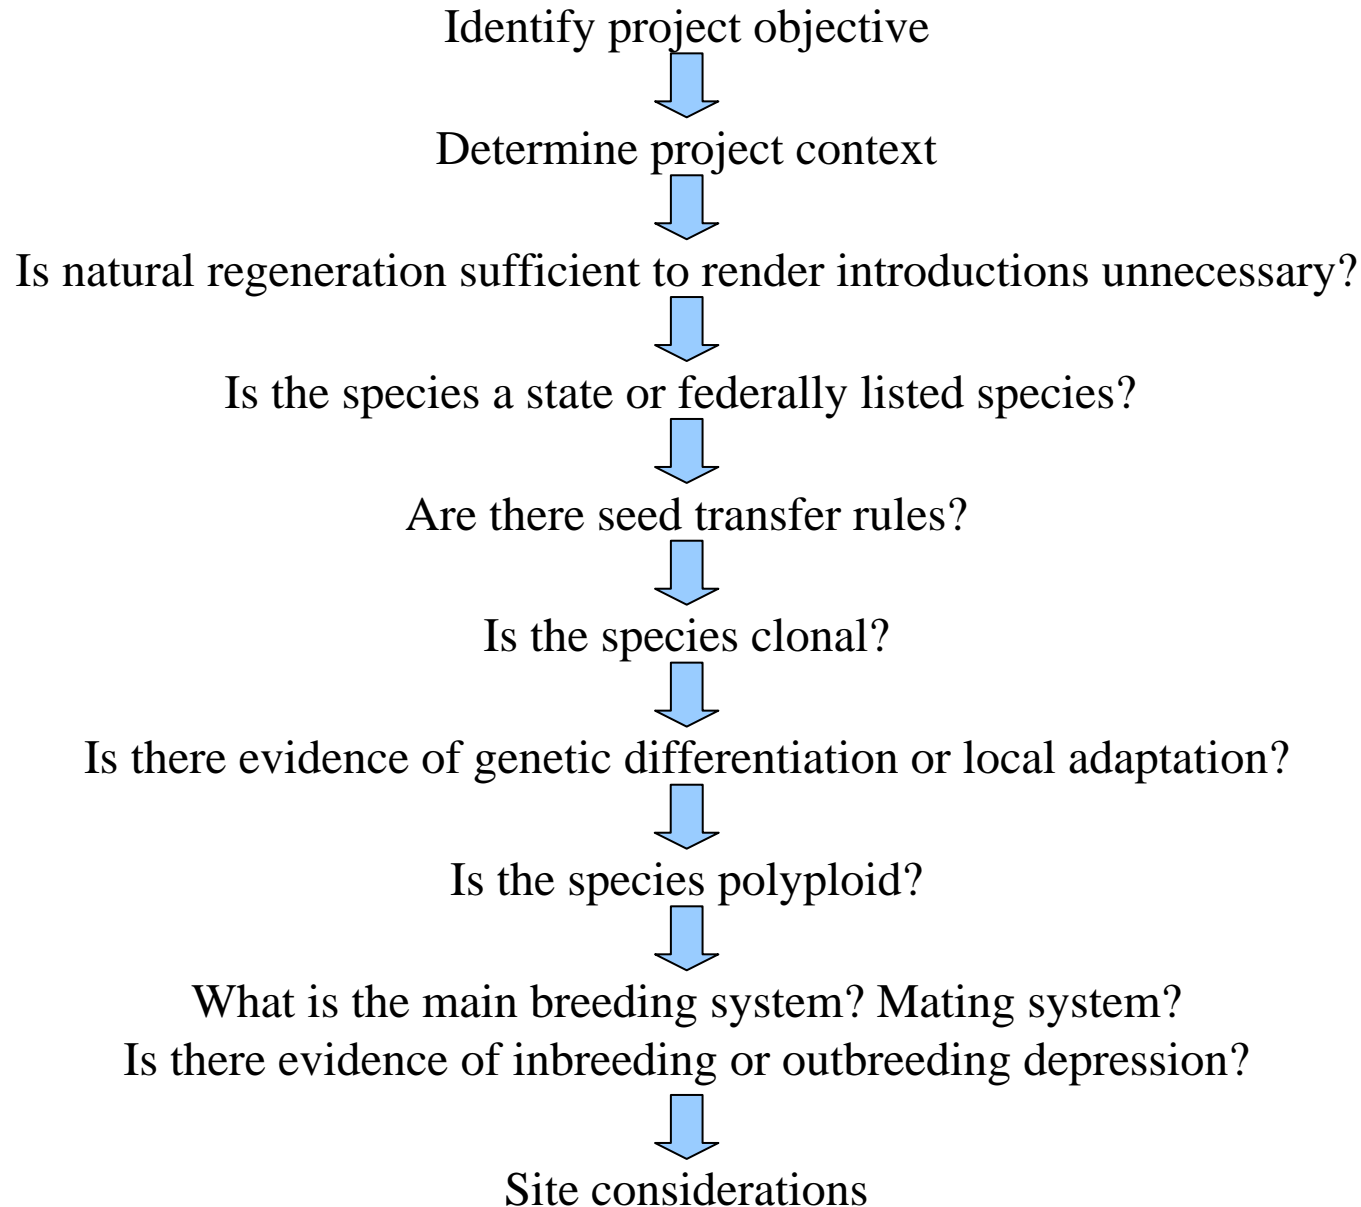 Identify project objective
Determine project context
Is natural regeneration sufficient to render introductions unnecessary?
Is the species a state or federally listed species?
Are there seed transfer rules?
Is the species clonal?
Is there evidence of genetic differentiation or local adaptation?
Is the species polyploid?
What is the main breeding system? Mating system?
Is there evidence of inbreeding or outbreeding depression?
Site considerations